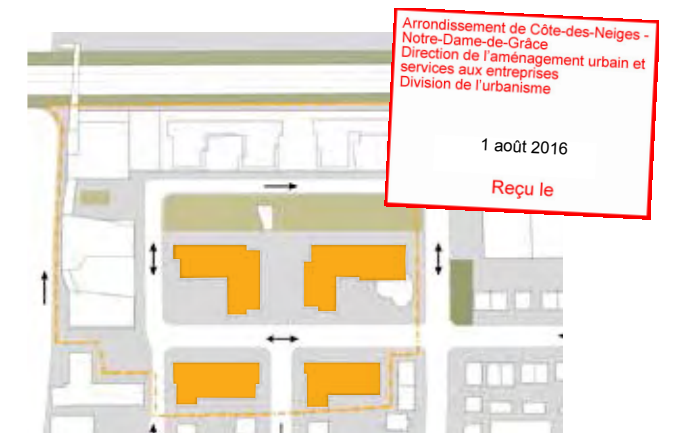 Arrondissement de Côte-des-Neiges -
Notre-Dame-de-Grâce
Direction de l'aménagement urbain et
services aux entreprises
Division de l'urbanisme
1 août 2016
Reçu le